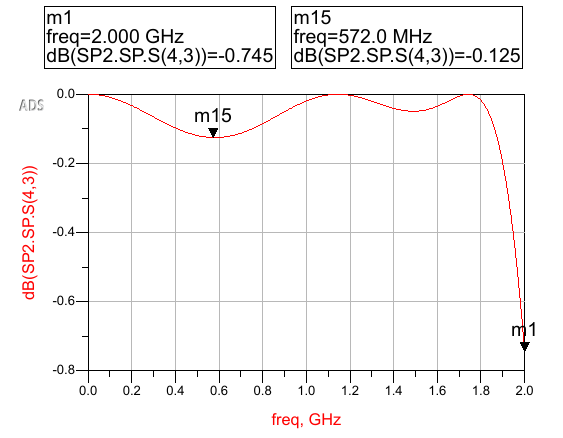 m1
freq=2.000 GHz
dB(SP2.SP.S(4,3))=-0.745
m15
freq=572.0 MHz
dB(SP2.SP.S(4,3))=-0.125
ADS
dB(SP2.SP.S(4,3))
0.0
-0.2
-0.4
-0.6
-0.8
m15
m1
0.0 0.2 0.4 0.6 0.8 1.0 1.2 1.4 1.6 1.8 2.0
freq, GHz